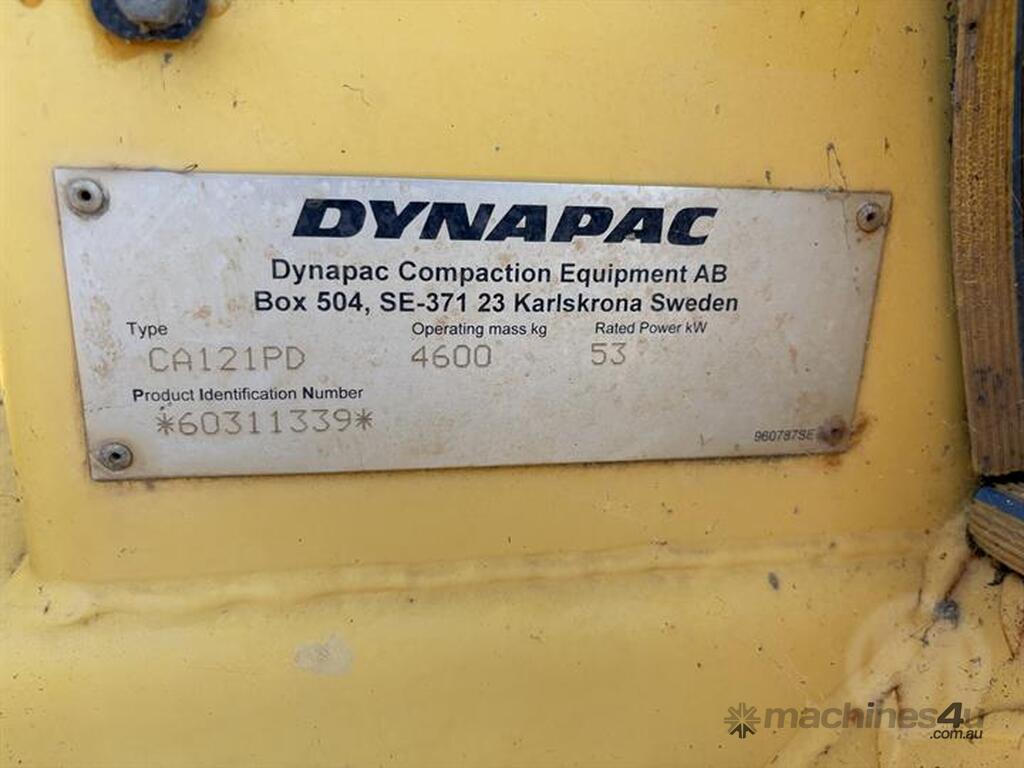 DYNAPAC
Dynapac Compaction Equipment AB
Box 504, SE-371 23 Karlskrona Sweden
Type Operating mass kg Rated Power kW
CA121PD 4600 53
Product Identification Number
*60311339*
960787SE
machines4u
.com.au